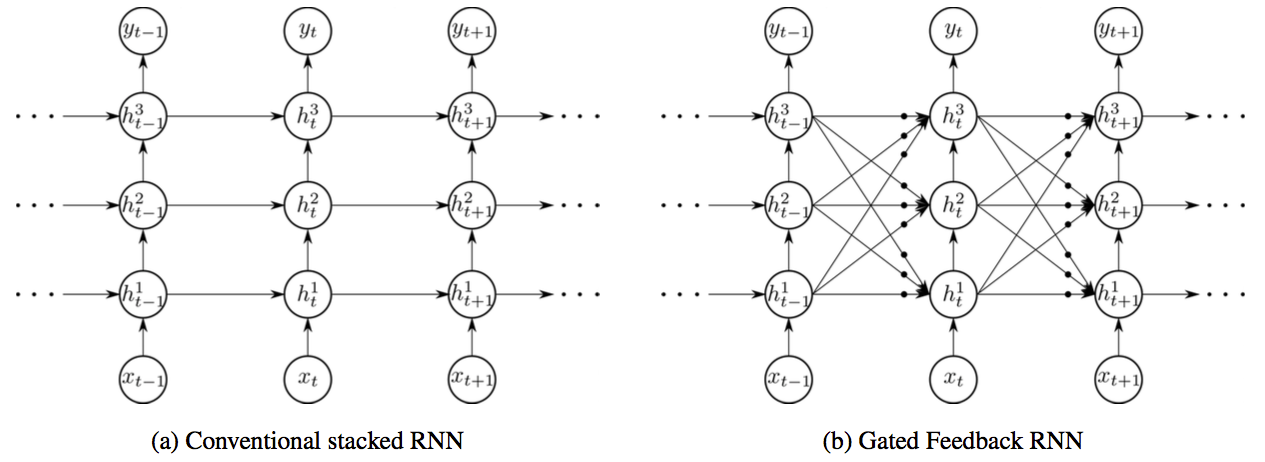 y_{t-1} y_t y_{t+1} y_{t-1} y_t y_{t+1}
· · · h^3_{t-1} h^3_t h^3_{t+1} · · · · · · h^3_{t-1} h^3_t h^3_{t+1} · · ·
· · · h^2_{t-1} h^2_t h^2_{t+1} · · · · · · h^2_{t-1} h^2_t h^2_{t+1} · · ·
· · · h^1_{t-1} h^1_t h^1_{t+1} · · · · · · h^1_{t-1} h^1_t h^1_{t+1} · · ·
x_{t-1} x_t x_{t+1} x_{t-1} x_t x_{t+1}
(a) Conventional stacked RNN (b) Gated Feedback RNN